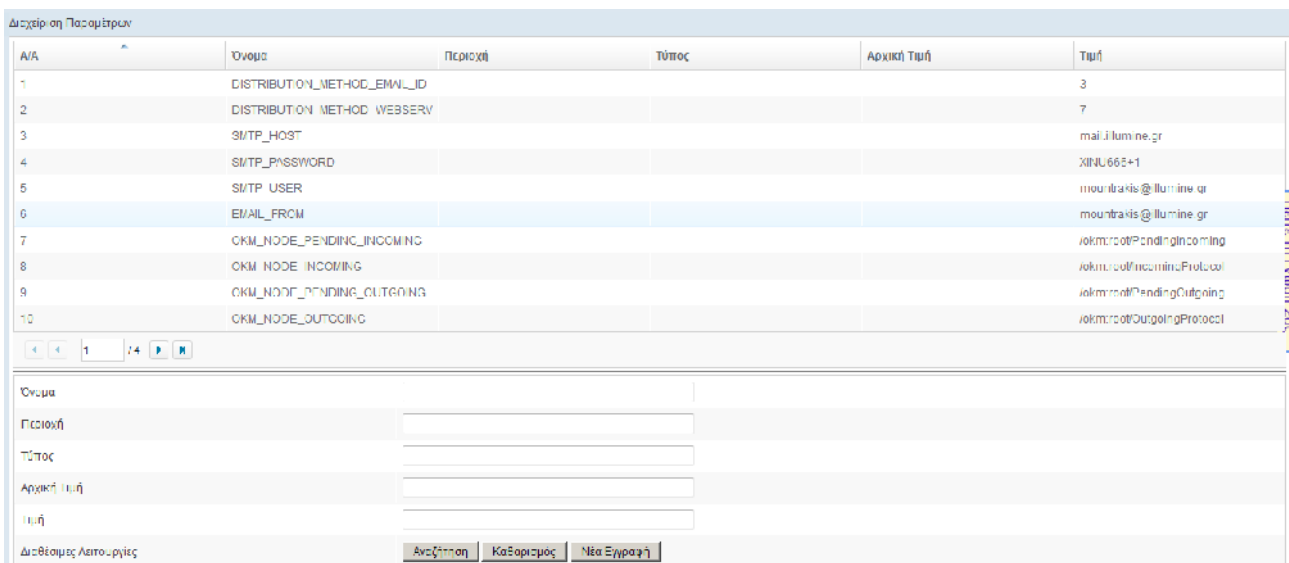 Διαχείριση Παραμέτρων
Α/Α Όνομα Περιοχή Τύπος Αρχική Τιμή Τιμή
1 DISTRIBUTION_METHOD_EMAIL_ID 3
2 DISTRIBUTION_METHOD_WEBSERV 7
3 SMTP_HOST mail.illumine.gr
4 SMTP_PASSWORD XINU665+1
5 SMTP_USER mountrakis@illumine.gr
6 EMAIL_FROM mountrakis@illumine.gr
7 OKM_NODE_PENDING_INCOMING /okm:root/PendingIncoming
8 OKM_NODE_INCOMING /okm:root/IncomingProtocol
9 OKM_NODE_PENDING_OUTGOING /okm:root/PendingOutgoing
10 OKM_NODE_OUTGOING /okm:root/OutgoingProtocol
1 / 4
Όνομα
Περιοχή
Τύπος
Αρχική Τιμή
Τιμή
Διαθέσιμες Λειτουργίες Αναζήτηση Καθαρισμός Νέα Εγγραφή